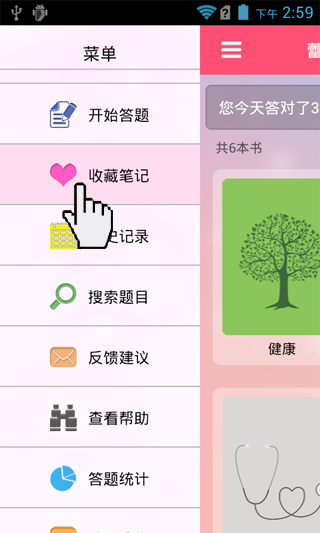 下午 2:59
菜单
开始答题
收藏笔记
记录
搜索题目
反馈建议
查看帮助
答题统计
您今天答对了3
共6本书
健康